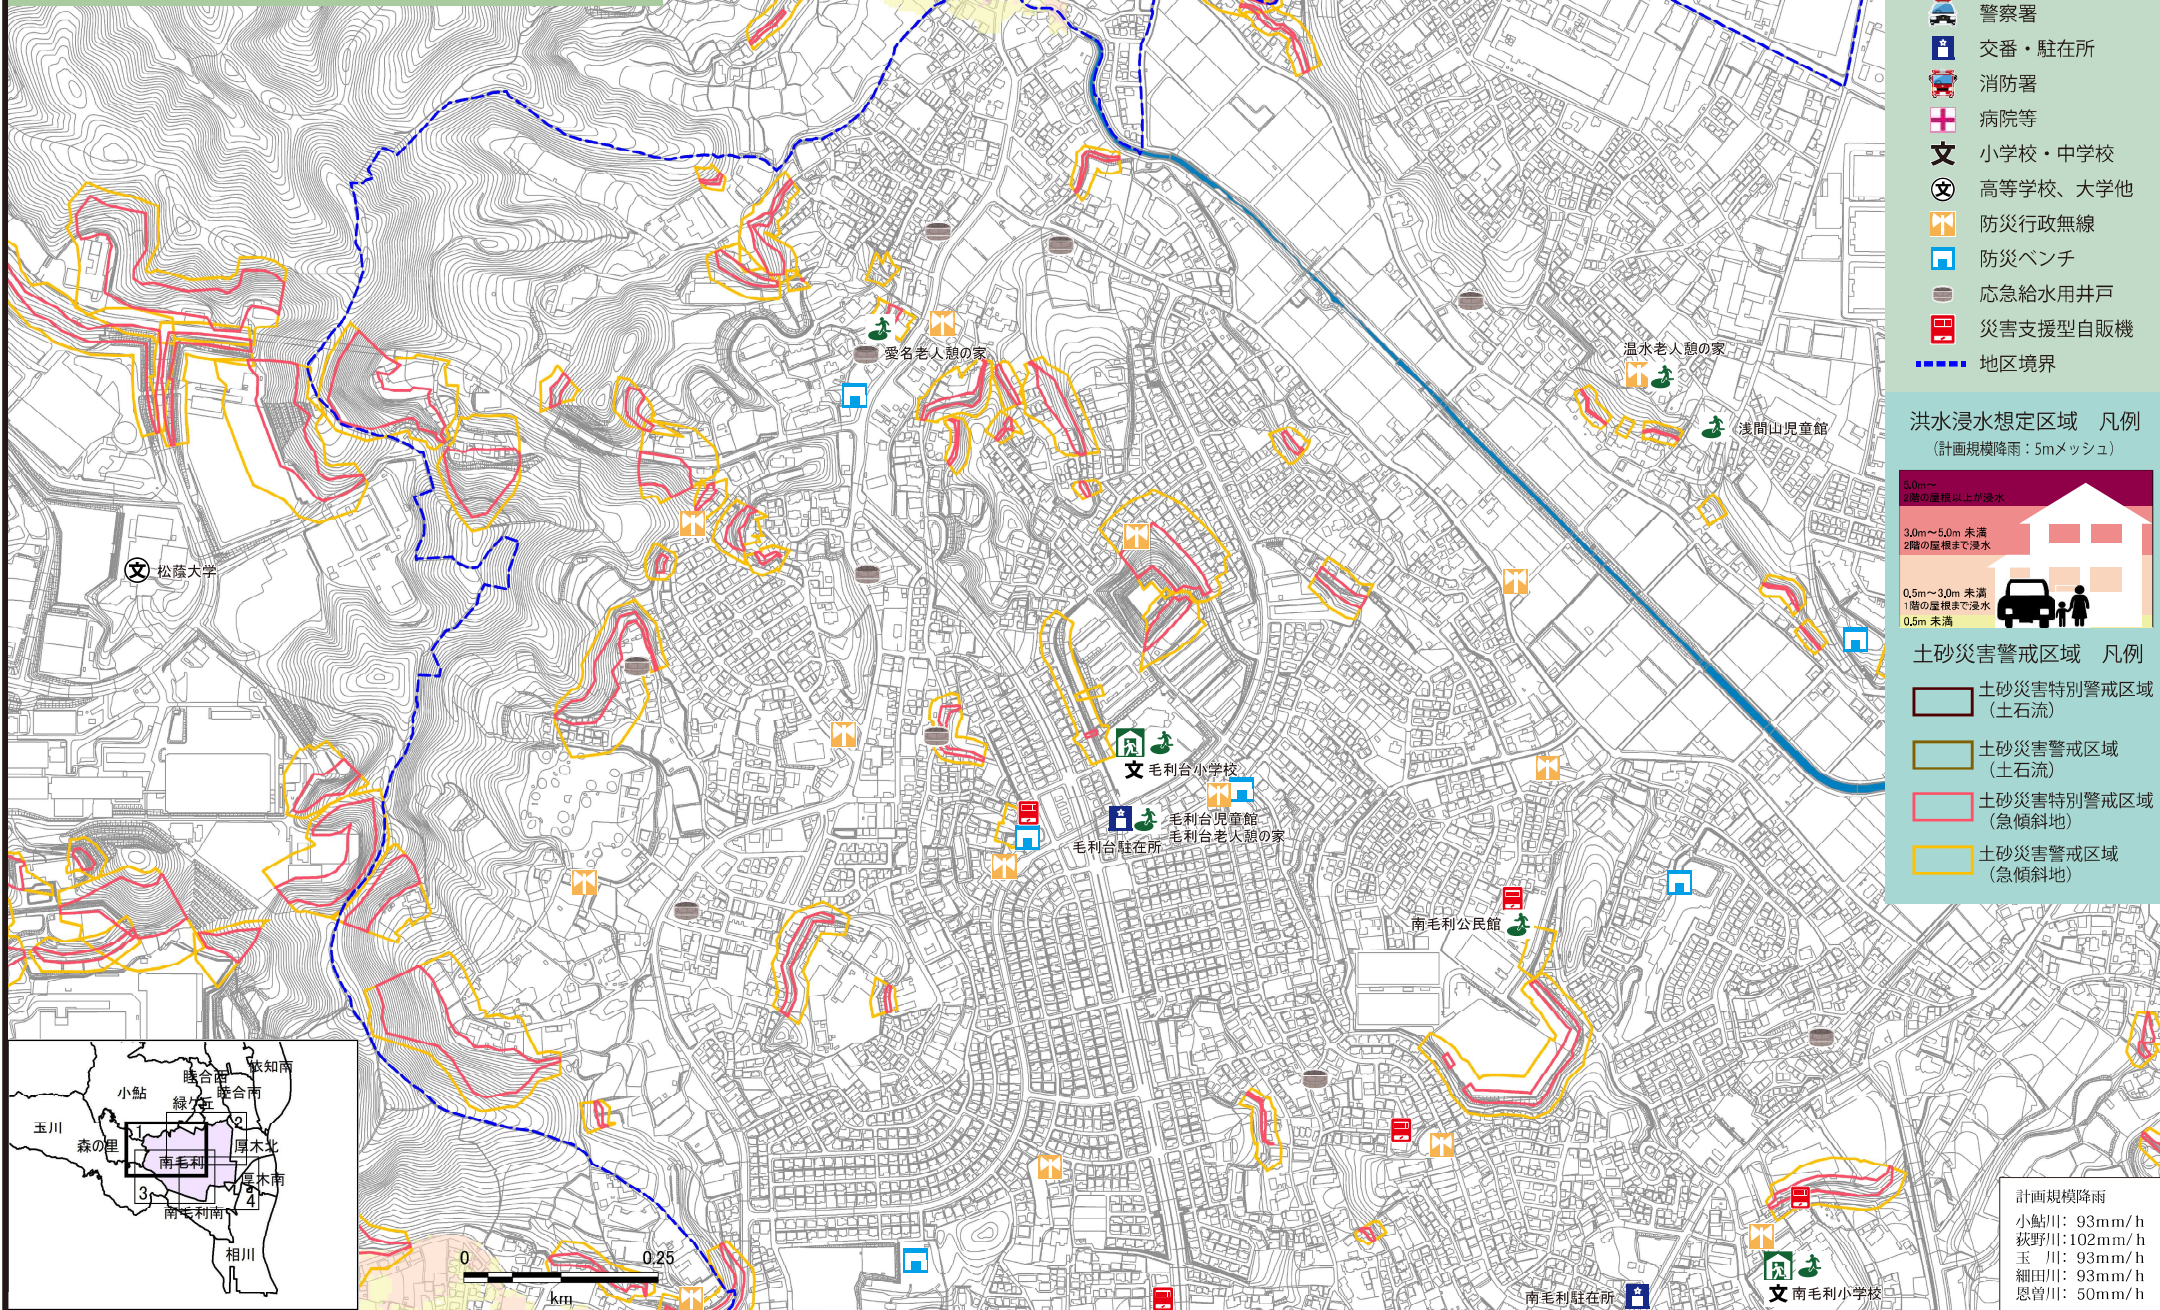 警察署
交番・駐在所
消防署
病院等
文 小学校・中学校
文 高等学校、大学他
防災行政無線
防災ベンチ
応急給水用井戸
災害支援型自販機
地区境界
洪水浸水想定区域 凡例
（計画規模降雨：5mメッシュ）
5.0m～
2階の屋根以上が浸水
3.0m～5.0m 未満
2階の屋根まで浸水
0.5m～3.0m 未満
1階の屋根まで浸水
0.5m 未満
土砂災害警戒区域 凡例
土砂災害特別警戒区域
（土石流）
土砂災害警戒区域
（土石流）
土砂災害特別警戒区域
（急傾斜地）
土砂災害警戒区域
（急傾斜地）
愛名老人憩の家
温水老人憩の家
浅間山児童館
文 松蔭大学
文 毛利台小学校
毛利台児童館
毛利台老人憩の家
毛利台駐在所
南毛利公民館
南毛利駐在所
文 南毛利小学校
依知南
睦合西
小鮎
睦合南
緑ケ丘
玉川
1
2
森の里
厚木北
南毛利
厚木南
3
4
南毛利南
相川
0
0.25
km
計画規模降雨
小鮎川： 93mm/h
荻野川：102mm/h
玉 川： 93mm/h
細田川： 93mm/h
恩曽川： 50mm/h